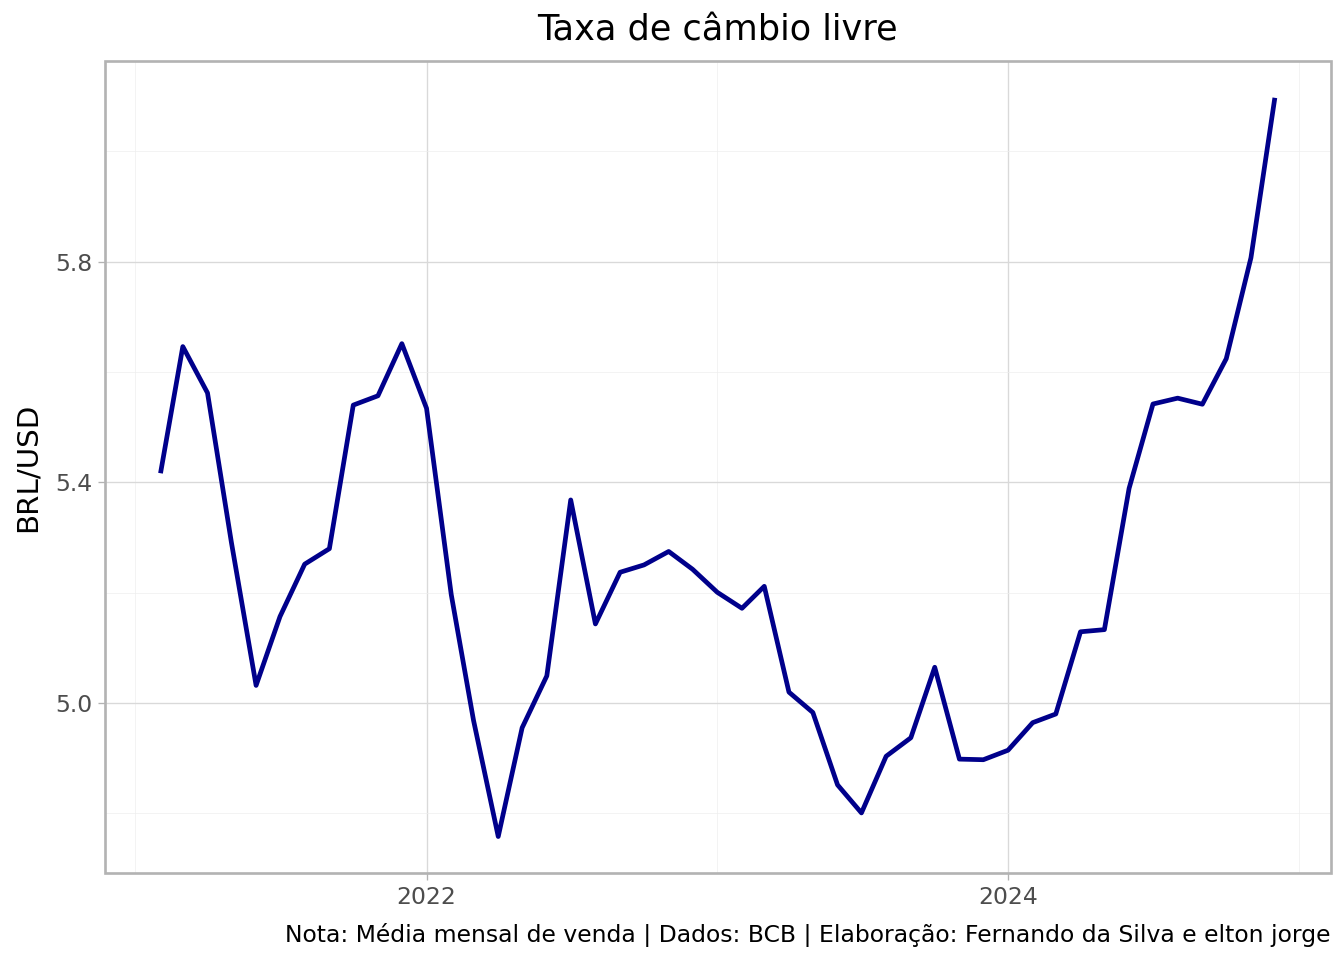 Taxa de câmbio livre
BRL/USD
5.8
5.4
5.0
2022
2024
Nota: Média mensal de venda | Dados: BCB | Elaboração: Fernando da Silva e elton jorge